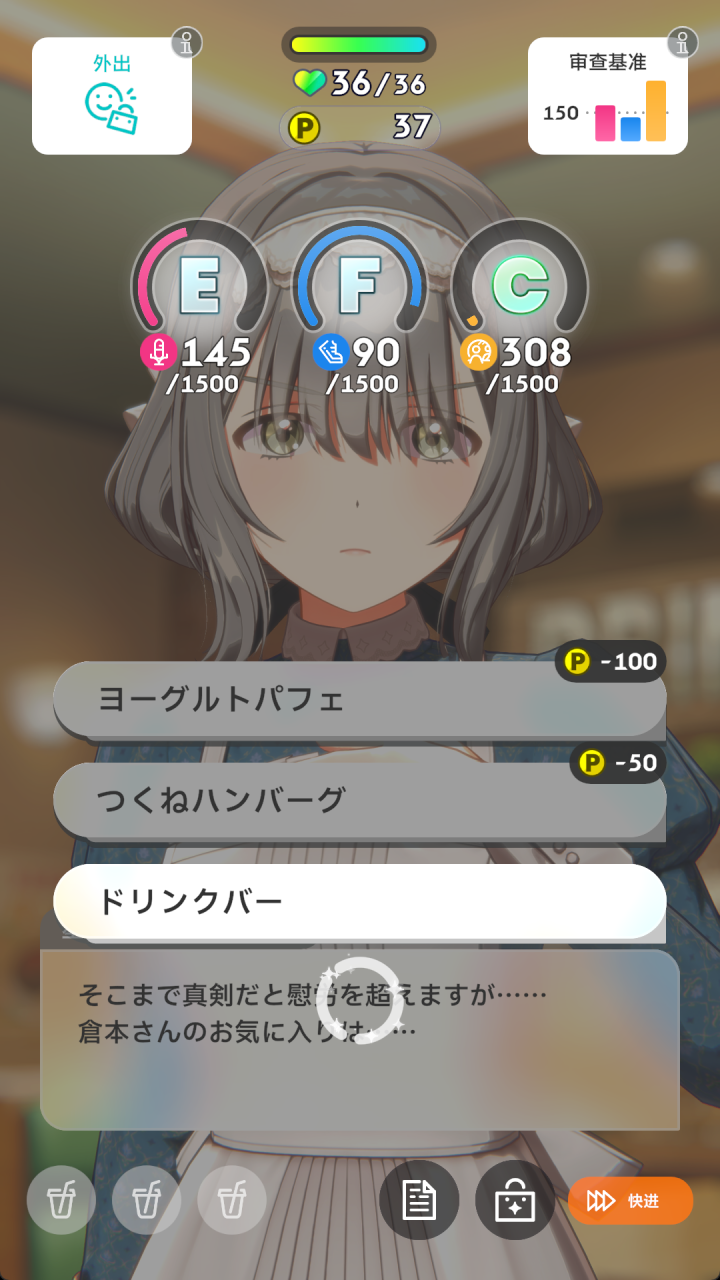 外出
36/36
P 37
審查基准
150
E
F
C
145
/1500
90
/1500
308
/1500
P -100
ヨーグルトパフェ
P -50
つくねハンバーグ
ドリンクバー
そこまで真剣だと慰労を超えますが……
倉本さんのお気に入りは……
快进